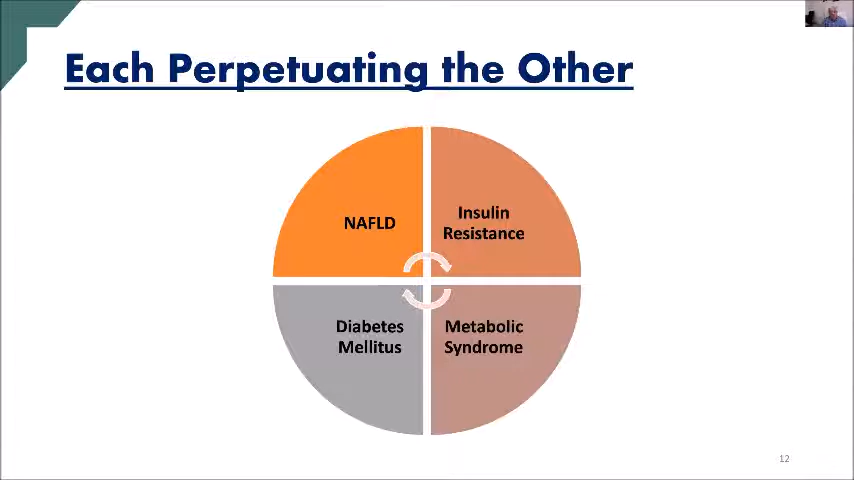 Each Perpetuating the Other
NAFLD
Insulin
Resistance
Diabetes
Mellitus
Metabolic
Syndrome
12